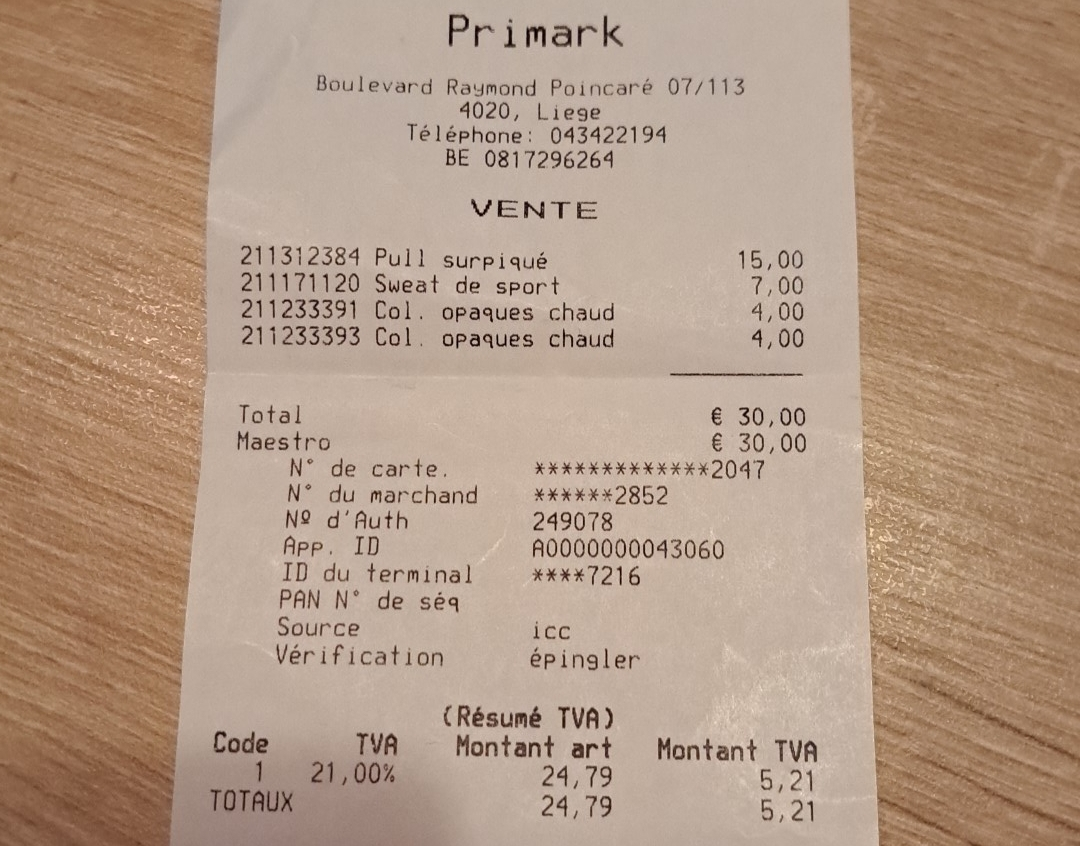 Primark
Boulevard Raymond Poincaré 07/113
4020, Liege
Téléphone: 043422194
BE 0817296264
VENTE
211312384 Pull surpiqué 15,00
211171120 Sweat de sport 7,00
211233391 Col. opaques chaud 4,00
211233393 Col. opaques chaud 4,00
Total € 30,00
Maestro € 30,00
N° de carte. *************2047
N° du marchand ******2852
Nº d'Auth 249078
App. ID A0000000043060
ID du terminal ****7216
PAN N° de séq
Source icc
Vérification épingler
(Résumé TVA)
Code TVA Montant art Montant TVA
1 21,00% 24,79 5,21
TOTAUX 24,79 5,21